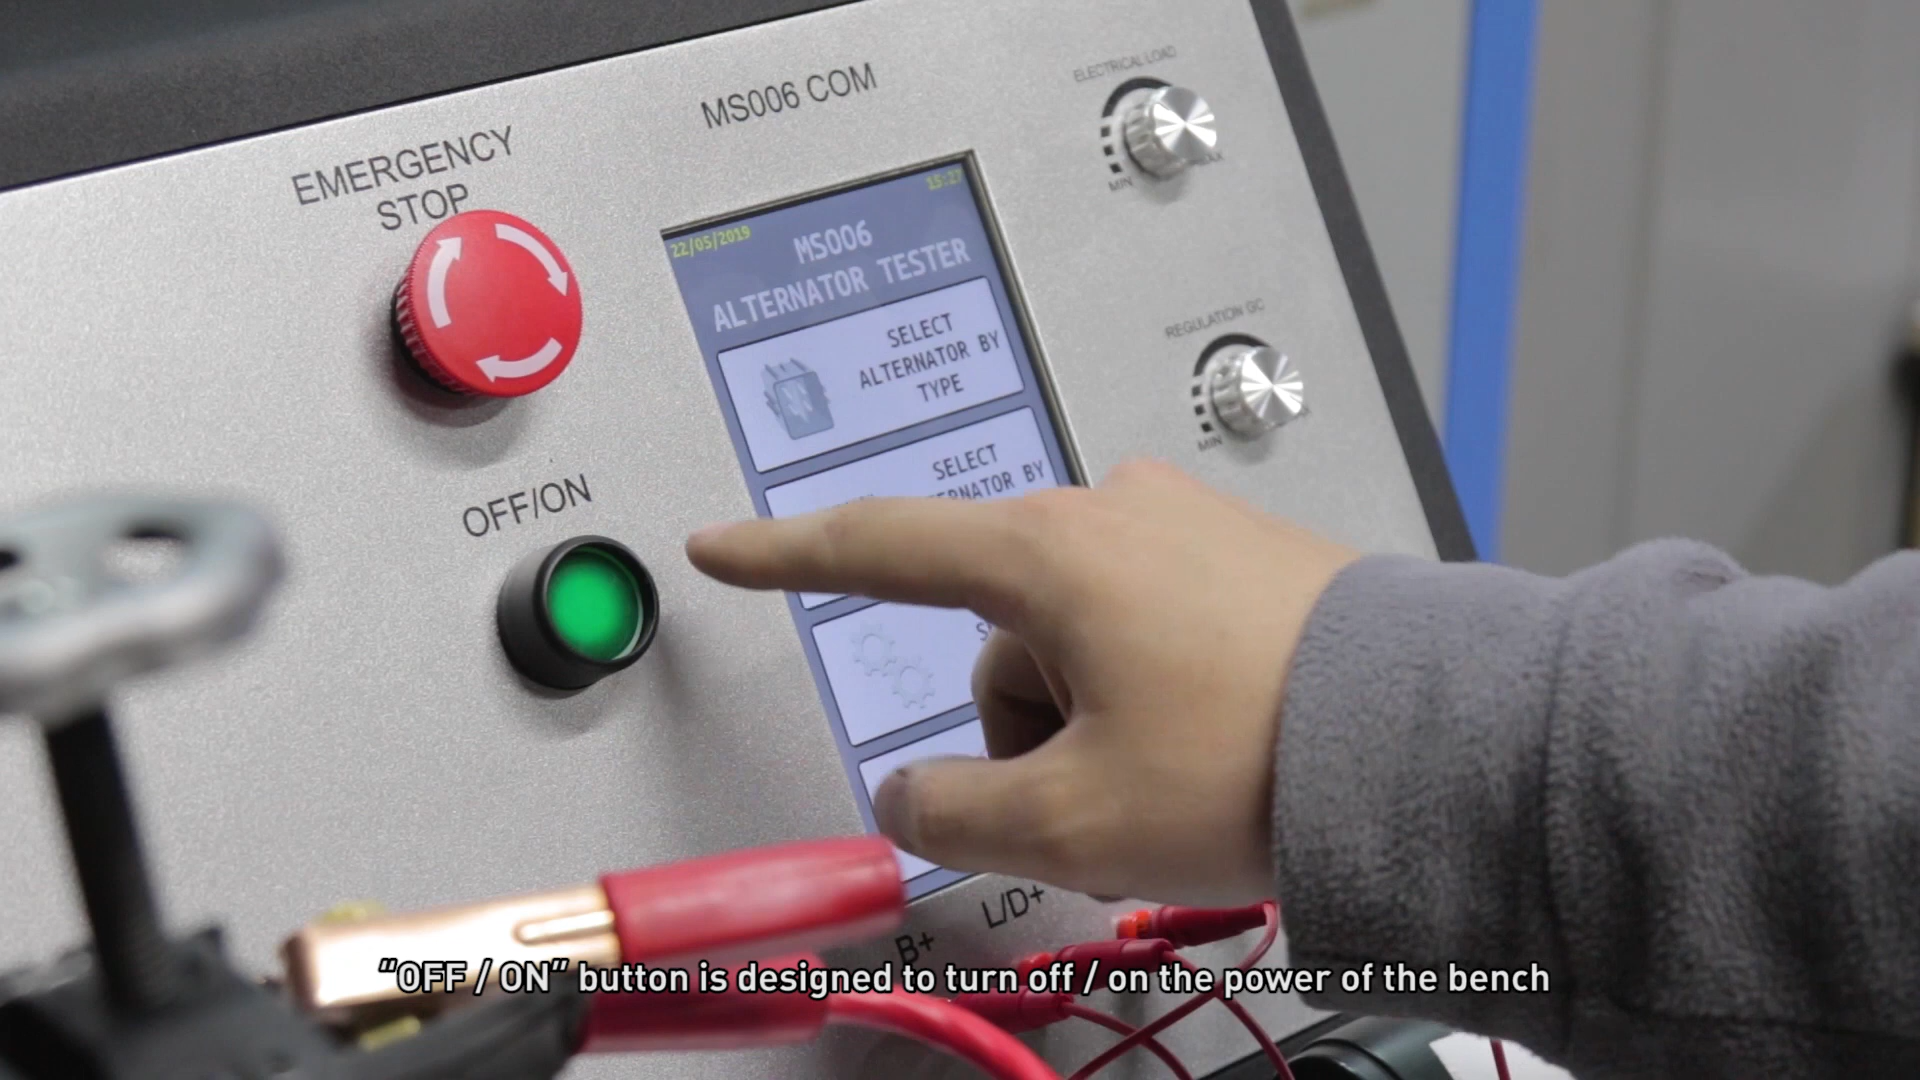 MS006 COM
ELECTRICAL LOAD
MIN
EMERGENCY
STOP
22/05/2019
15:27
MS006
ALTERNATOR TESTER
SELECT
ALTERNATOR BY
TYPE
REGULATION GC
MIN
SELECT
BY
OFF/ON
L/D+
B+
“OFF / ON” button is designed to turn off / on the power of the bench